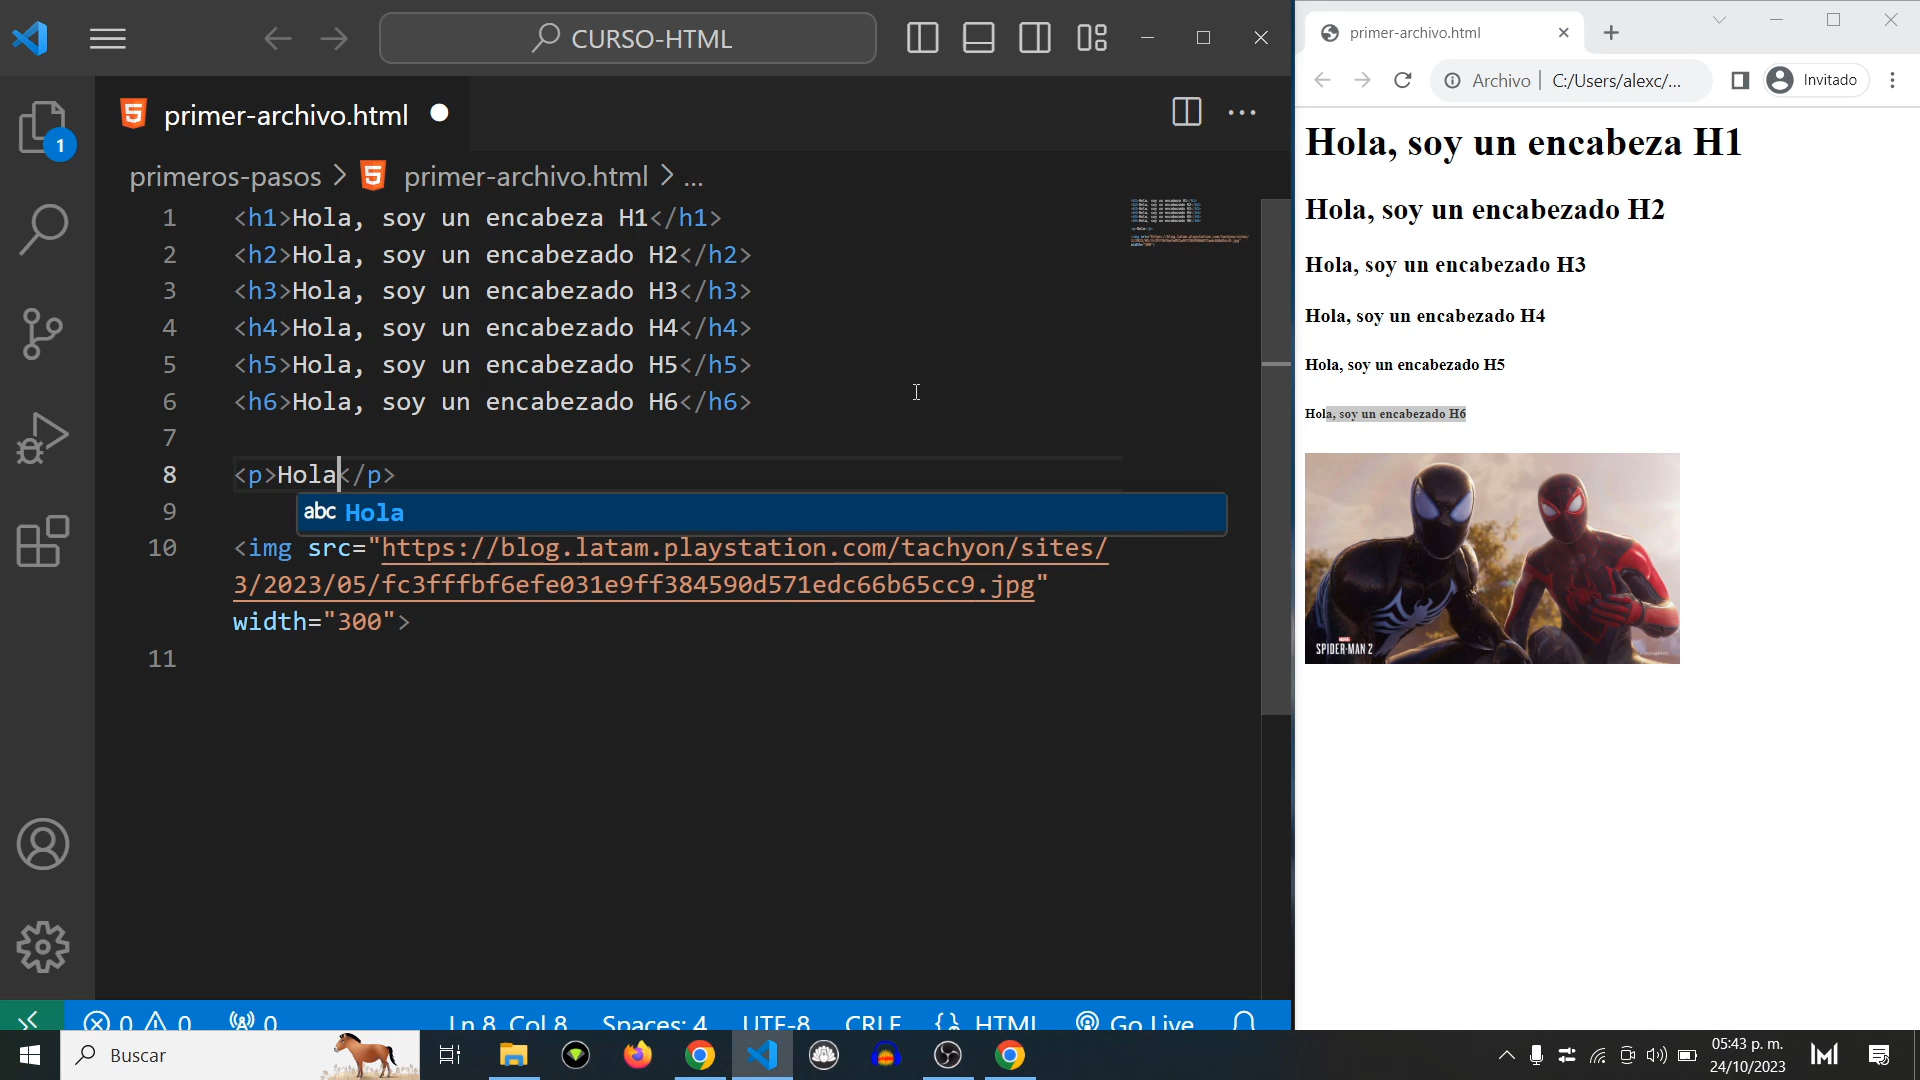 CURSO-HTML
primer-archivo.html
1
primeros-pasos > primer-archivo.html > ...
1 <h1>Hola, soy un encabeza H1</h1>
2 <h2>Hola, soy un encabezado H2</h2>
3 <h3>Hola, soy un encabezado H3</h3>
4 <h4>Hola, soy un encabezado H4</h4>
5 <h5>Hola, soy un encabezado H5</h5>
6 <h6>Hola, soy un encabezado H6</h6>
7
8 <p>Hola</p>
abc Hola
9
10 <img src="https://blog.latam.playstation.com/tachyon/sites/
3/2023/05/fc3fffbf6efe031e9ff384590d571edc66b65cc9.jpg"
width="300">
11
0 0 0 Ln 8, Col 8 Spaces: 4 UTF-8 CRLF {} HTML Go Live
primer-archivo.html
Archivo | C:/Users/alexc/... Invitado
Hola, soy un encabeza H1
Hola, soy un encabezado H2
Hola, soy un encabezado H3
Hola, soy un encabezado H4
Hola, soy un encabezado H5
Hola, soy un encabezado H6
MARVEL
SPIDER-MAN 2
Buscar
05:43 p. m.
24/10/2023